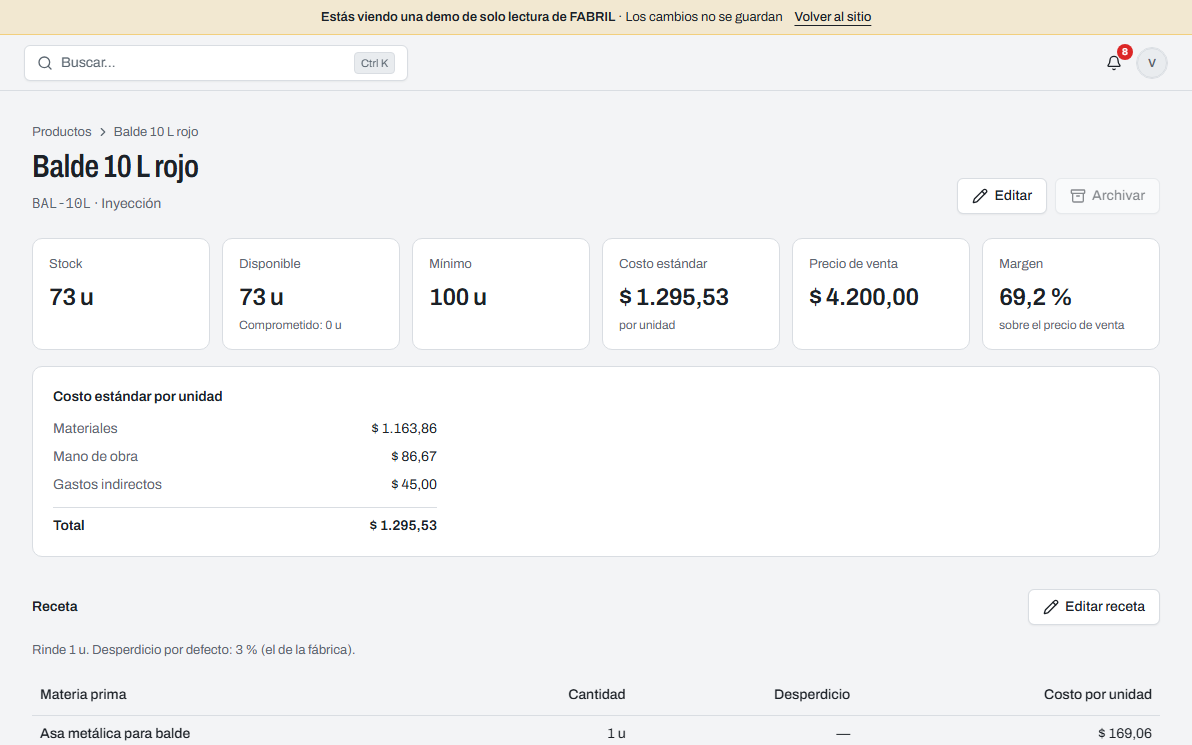 Estás viendo una demo de solo lectura de FABRIL · Los cambios no se guardan Volver al sitio
Buscar... Ctrl K
8
V
Productos > Balde 10 L rojo
Balde 10 L rojo
BAL-10L · Inyección
Editar Archivar
Stock Disponible Mínimo Costo estándar Precio de venta Margen
73 u 73 u 100 u $ 1.295,53 $ 4.200,00 69,2 %
Comprometido: 0 u por unidad sobre el precio de venta
Costo estándar por unidad
Materiales $ 1.163,86
Mano de obra $ 86,67
Gastos indirectos $ 45,00
Total $ 1.295,53
Receta Editar receta
Rinde 1 u. Desperdicio por defecto: 3 % (el de la fábrica).
Materia prima Cantidad Desperdicio Costo por unidad
Asa metálica para balde 1 u — $ 169,06